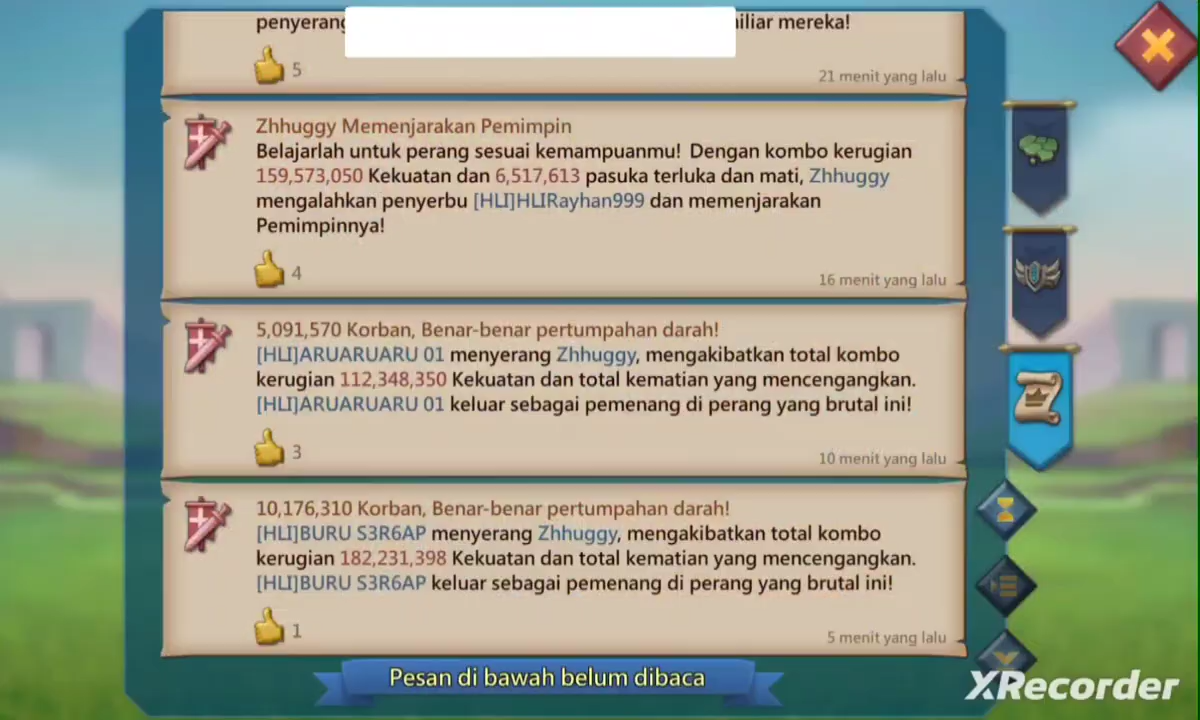 penyerang
iliar mereka!
5
21 menit yang lalu
Zhhuggy Memenjarakan Pemimpin
Belajarlah untuk perang sesuai kemampuanmu! Dengan kombo kerugian
159,573,050 Kekuatan dan 6,517,613 pasuka terluka dan mati, Zhhuggy
mengalahkan penyerbu [HLI]HLIRayhan999 dan memenjarakan
Pemimpinnya!
4
16 menit yang lalu
5,091,570 Korban, Benar-benar pertumpahan darah!
[HLI]ARUARUARU 01 menyerang Zhhuggy, mengakibatkan total kombo
kerugian 112,348,350 Kekuatan dan total kematian yang mencengangkan.
[HLI]ARUARUARU 01 keluar sebagai pemenang di perang yang brutal ini!
3
10 menit yang lalu
10,176,310 Korban, Benar-benar pertumpahan darah!
[HLI]BURU S3R6AP menyerang Zhhuggy, mengakibatkan total kombo
kerugian 182,231,398 Kekuatan dan total kematian yang mencengangkan.
[HLI]BURU S3R6AP keluar sebagai pemenang di perang yang brutal ini!
1
5 menit yang lalu
Pesan di bawah belum dibaca
XRecorder